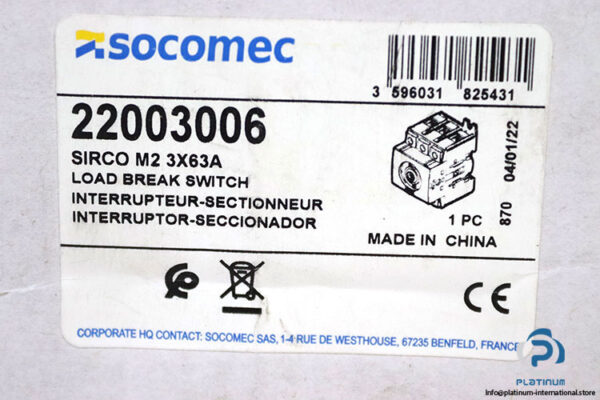 socomec
3 596031 825431
22003006
SIRCO M2 3X63A
LOAD BREAK SWITCH
INTERRUPTEUR-SECTIONNEUR
INTERRUPTOR-SECCIONADOR
1 PC
870 04/01/22
MADE IN CHINA
CE
CORPORATE HQ CONTACT: SOCOMEC SAS, 1-4 RUE DE WESTHOUSE, 67235 BENFELD, FRANCE
PLATINUM
info@platinum-international.store